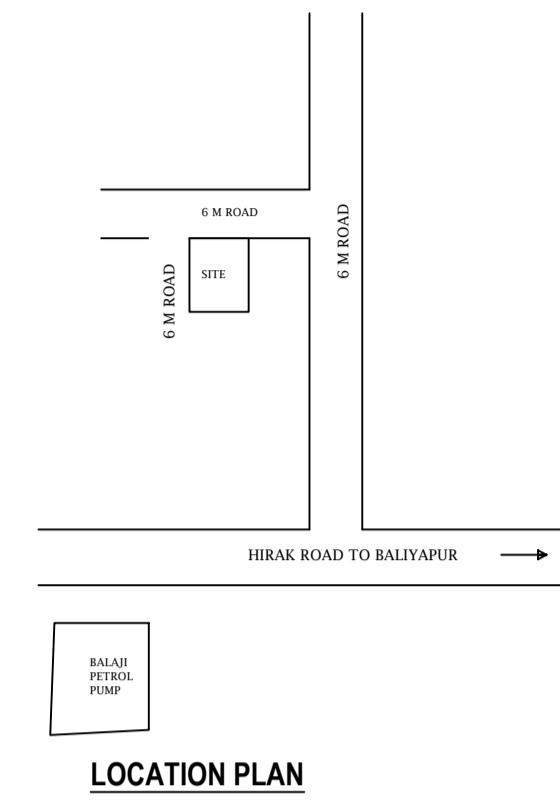 6 M ROAD
6 M ROAD
6 M ROAD
SITE
HIRAK ROAD TO BALIYAPUR
BALAJI
PETROL
PUMP
LOCATION PLAN